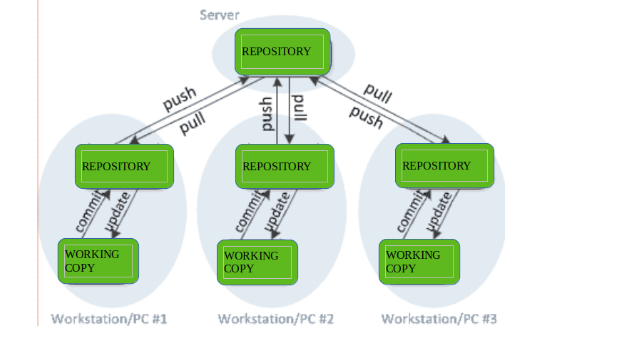 Server
REPOSITORY
push
pull
push
pull
pull
push
REPOSITORY
REPOSITORY
REPOSITORY
commit
update
commit
update
commit
update
WORKING
COPY
WORKING
COPY
WORKING
COPY
Workstation/PC #1
Workstation/PC #2
Workstation/PC #3